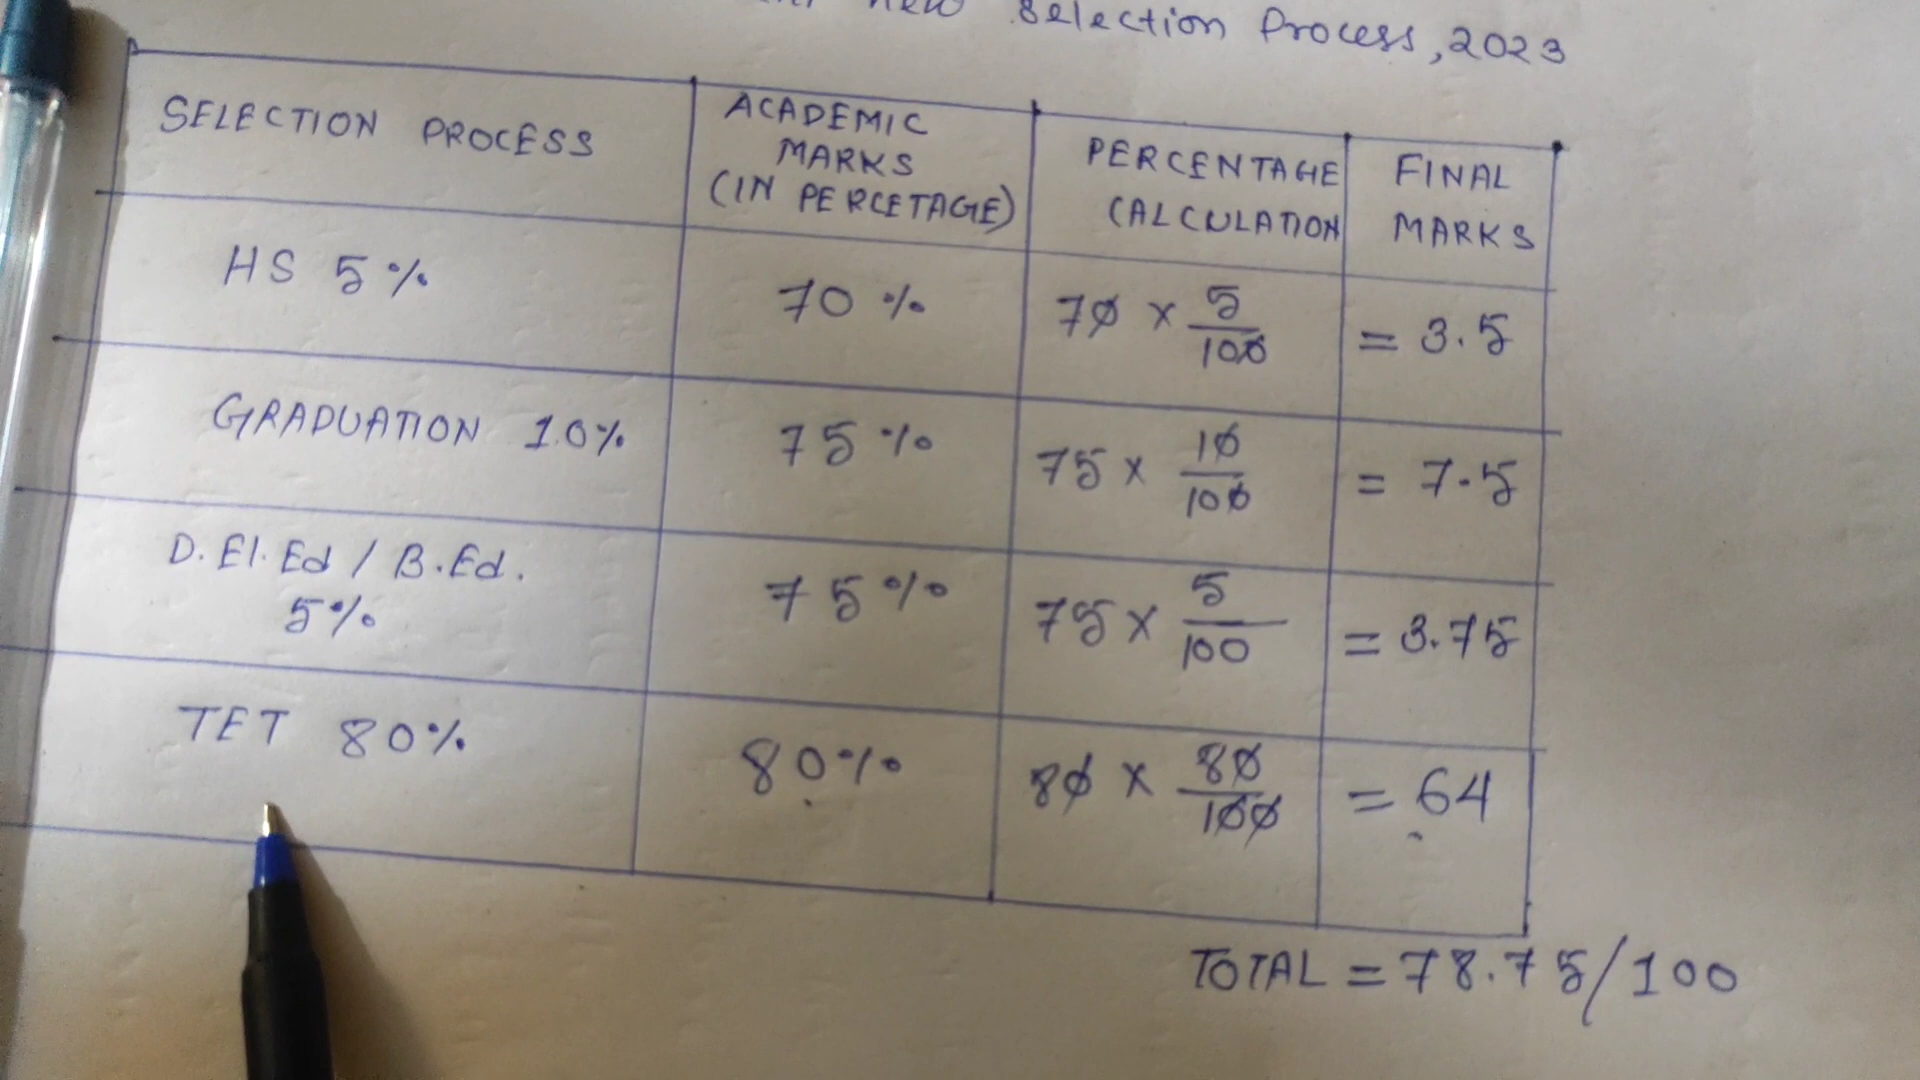 new Selection Process, 2023
SELECTION PROCESS
ACADEMIC
MARKS
(IN PERCETAGE)
PERCENTAGE
CALCULATION
FINAL
MARKS
HS 5%
70%
70 × 5/100
= 3.5
GRADUATION 10%
75%
75 × 10/100
= 7.5
D.El.Ed / B.Ed.
5%
75%
75 × 5/100
= 3.75
TET 80%
80%
80 × 80/100
= 64
TOTAL = 78.75/100